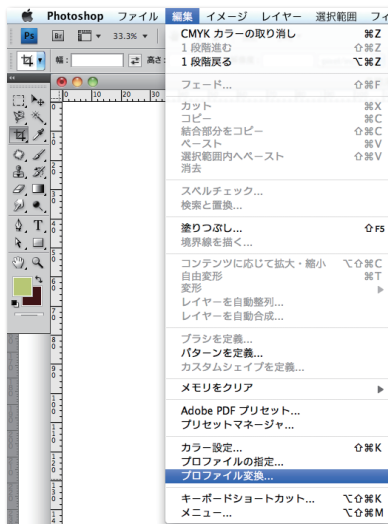 Photoshop ファイル 編集 イメージ レイヤー 選択範囲 フィ
Ps Br 33.3%
幅: 高さ:
CMYK カラーの取り消し ⌘Z
1 段階進む ⇧⌘Z
1 段階戻る ⌥⌘Z
フェード... ⇧⌘F
カット ⌘X
コピー ⌘C
結合部分をコピー ⇧⌘C
ペースト ⌘V
選択範囲内へペースト ⇧⌘V
消去
スペルチェック...
検索と置換...
塗りつぶし... ⇧F5
境界線を描く...
コンテンツに応じて拡大・縮小 ⌥⇧⌘C
自由変形 ⌘T
変形
レイヤーを自動整列...
レイヤーを自動合成...
ブラシを定義...
パターンを定義...
カスタムシェイプを定義...
メモリをクリア
Adobe PDF プリセット...
プリセットマネージャ...
カラー設定... ⇧⌘K
プロファイルの指定...
プロファイル変換...
キーボードショートカット... ⌥⇧⌘K
メニュー... ⌥⇧⌘M
0 10 20 30